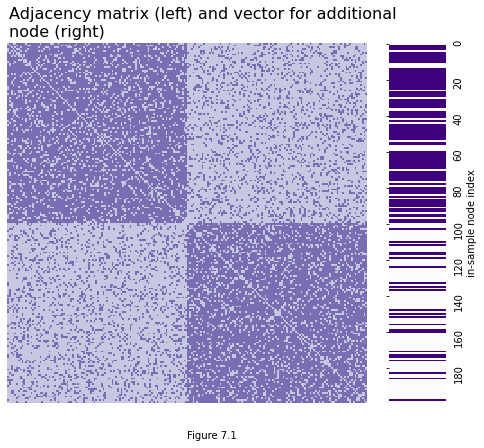 Adjacency matrix (left) and vector for additional
node (right)
0
20
40
60
80
100
120
140
160
180
in-sample node index
Figure 7.1